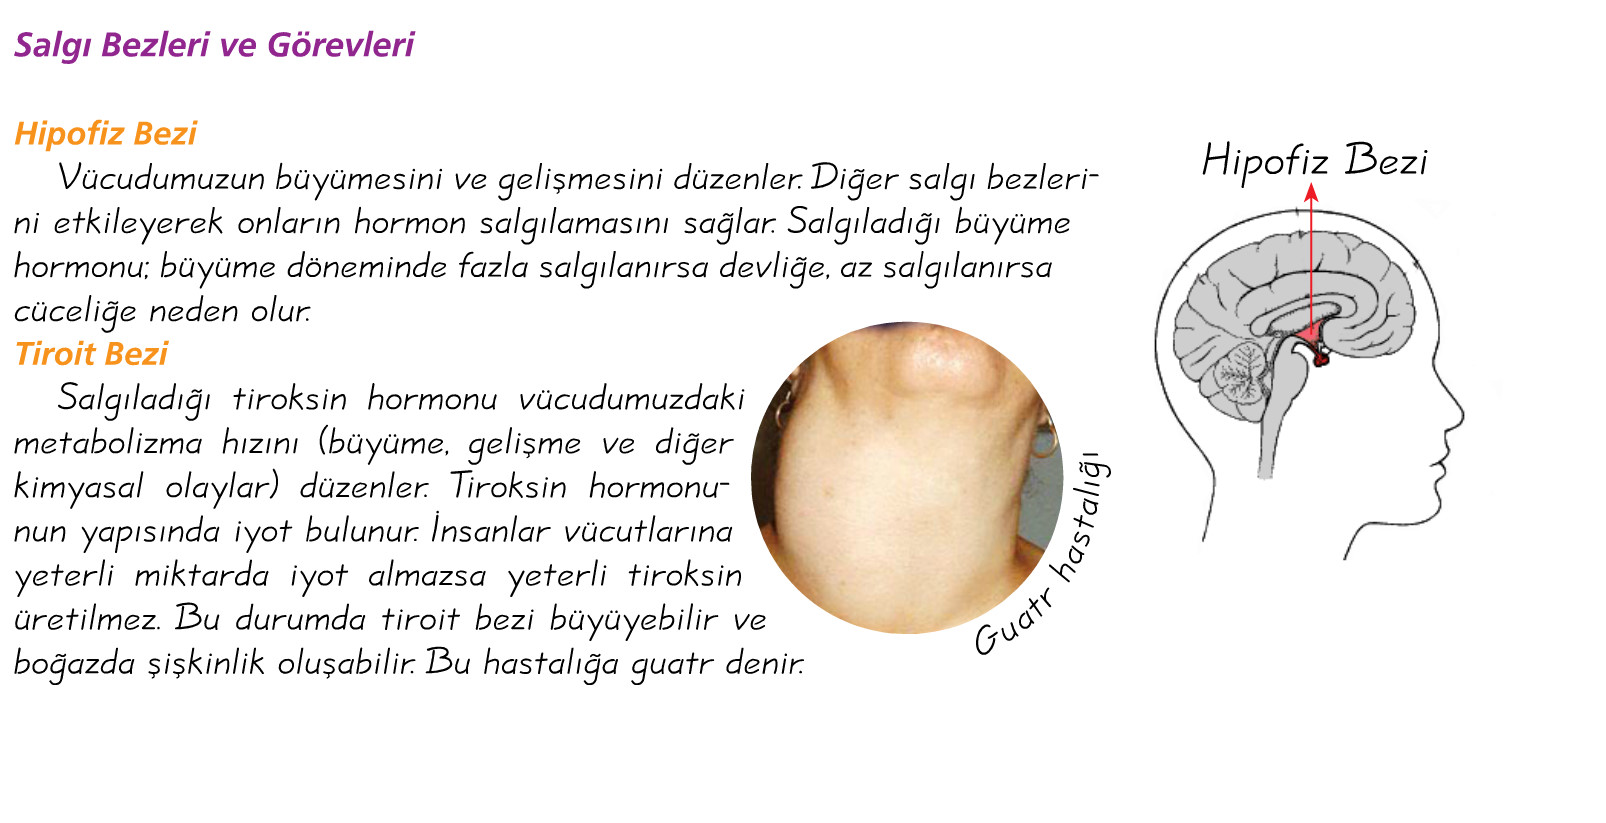 Salgı Bezleri ve Görevleri
Hipofiz Bezi
Vücudumuzun büyümesini ve gelişmesini düzenler. Diğer salgı bezleri-
ni etkileyerek onların hormon salgılamasını sağlar. Salgıladığı büyüme
hormonu; büyüme döneminde fazla salgılanırsa devliğe, az salgılanırsa
cüceliğe neden olur.
Tiroit Bezi
Salgıladığı tiroksin hormonu vücudumuzdaki
metabolizma hızını (büyüme, gelişme ve diğer
kimyasal olaylar) düzenler. Tiroksin hormonu-
nun yapısında iyot bulunur. İnsanlar vücutlarına
yeterli miktarda iyot almazsa yeterli tiroksin
üretilmez. Bu durumda tiroit bezi büyüyebilir ve
boğazda şişkinlik oluşabilir. Bu hastalığa guatr denir.
Guatr hastalığı
Hipofiz Bezi